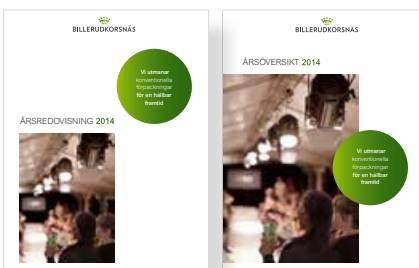 BILLERUDKORSNÄS
Vi utmanar
konventionella
förpackningar
för en hållbar
framtid
ÅRSREDOVISNING 2014
BILLERUDKORSNÄS
ÅRSÖVERSIKT 2014
Vi utmanar
konventionella
förpackningar
för en hållbar
framtid